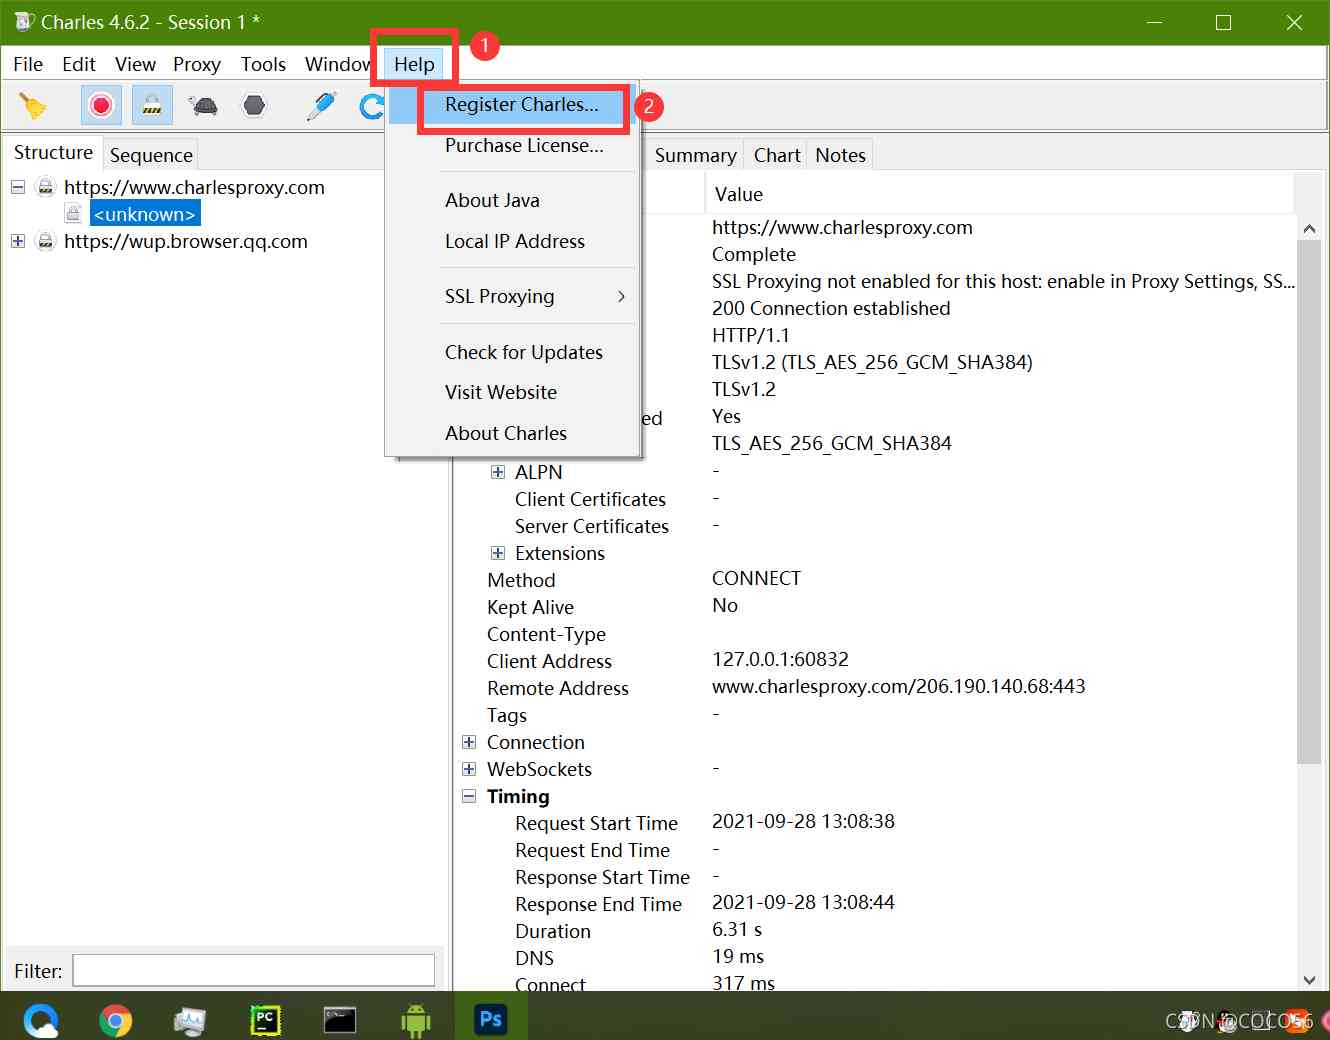 Charles 4.6.2 - Session 1 *
File Edit View Proxy Tools Window Help
1
Register Charles...
2
Purchase License...
About Java
Local IP Address
SSL Proxying
Check for Updates
Visit Website
About Charles
Structure Sequence
https://www.charlesproxy.com
<unknown>
https://wup.browser.qq.com
Filter:
Summary Chart Notes
Value
https://www.charlesproxy.com
Complete
SSL Proxying not enabled for this host: enable in Proxy Settings, SS...
200 Connection established
HTTP/1.1
TLSv1.2 (TLS_AES_256_GCM_SHA384)
TLSv1.2
ed Yes
TLS_AES_256_GCM_SHA384
ALPN -
Client Certificates -
Server Certificates -
Extensions
Method CONNECT
Kept Alive No
Content-Type
Client Address 127.0.0.1:60832
Remote Address www.charlesproxy.com/206.190.140.68:443
Tags -
Connection
WebSockets -
Timing
Request Start Time 2021-09-28 13:08:38
Request End Time -
Response Start Time -
Response End Time 2021-09-28 13:08:44
Duration 6.31 s
DNS 19 ms
Connect 317 ms
PC
Ps
CSDN @COCO56